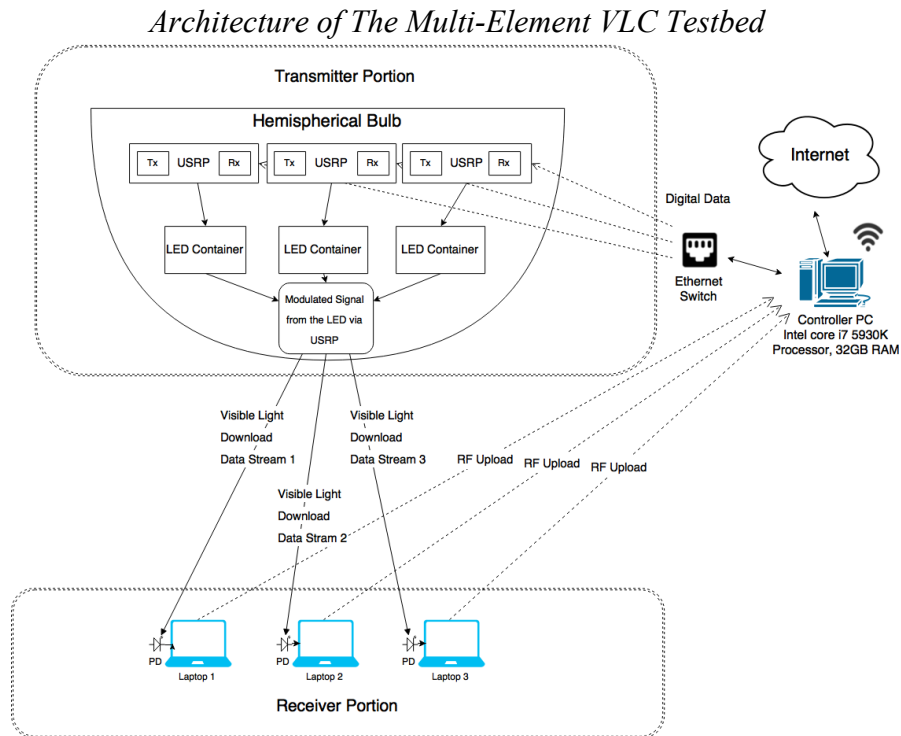 Architecture of The Multi-Element VLC Testbed
Transmitter Portion
Hemispherical Bulb
Tx USRP Rx
Tx USRP Rx
Tx USRP Rx
LED Container
LED Container
LED Container
Modulated Signal
from the LED via
USRP
Internet
Digital Data
Ethernet
Switch
Controller PC
Intel core i7 5930K
Processor, 32GB RAM
Visible Light
Download
Data Stream 1
Visible Light
Download
Data Stram 2
Visible Light
Download
Data Stream 3
RF Upload
RF Upload
RF Upload
PD
Laptop 1
PD
Laptop 2
PD
Laptop 3
Receiver Portion